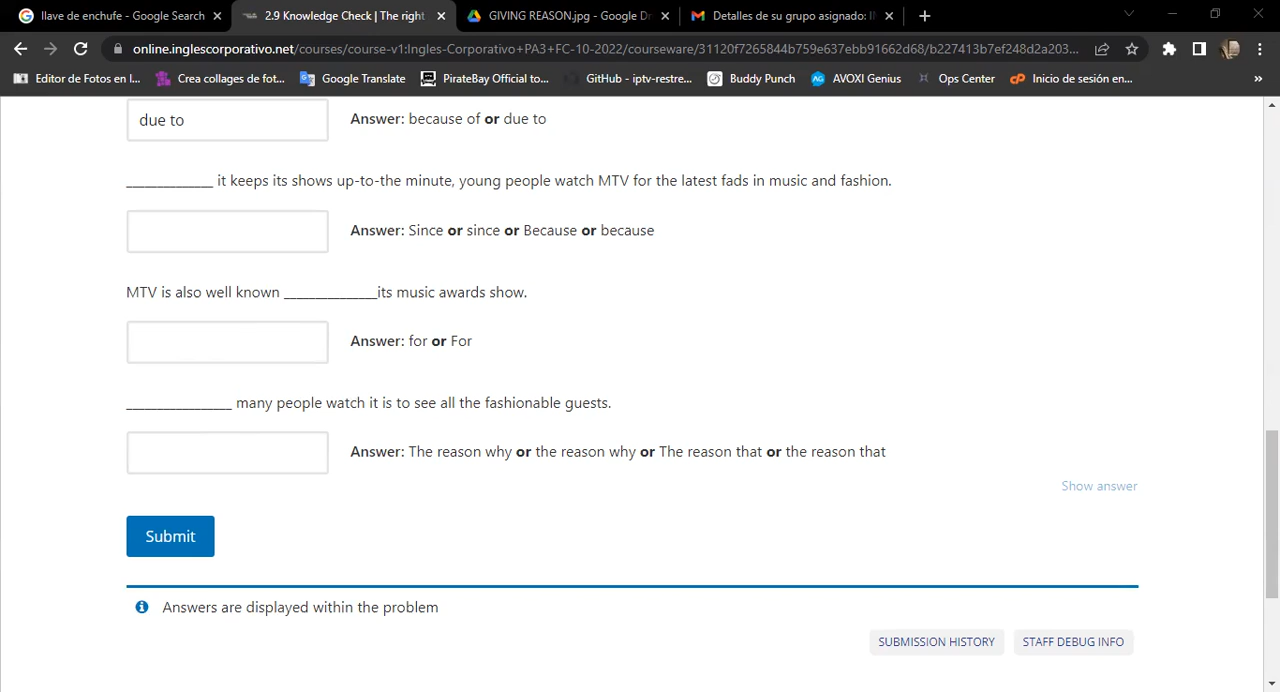 llave de enchufe - Google Search
2.9 Knowledge Check | The right
GIVING REASON.jpg - Google Dr
Detalles de su grupo asignado: I
online.inglescorporativo.net/courses/course-v1:Ingles-Corporativo+PA3+FC-10-2022/courseware/31120f7265844b759e637ebb91662d68/b227413b7ef248d2a203...
Editor de Fotos en l...
Crea collages de fot...
Google Translate
PirateBay Official to...
GitHub - iptv-restre...
Buddy Punch
AVOXI Genius
Ops Center
Inicio de sesión en...
due to
Answer: because of or due to
_____________ it keeps its shows up-to-the minute, young people watch MTV for the latest fads in music and fashion.
Answer: Since or since or Because or because
MTV is also well known ______________its music awards show.
Answer: for or For
________________ many people watch it is to see all the fashionable guests.
Answer: The reason why or the reason why or The reason that or the reason that
Show answer
Submit
Answers are displayed within the problem
SUBMISSION HISTORY
STAFF DEBUG INFO